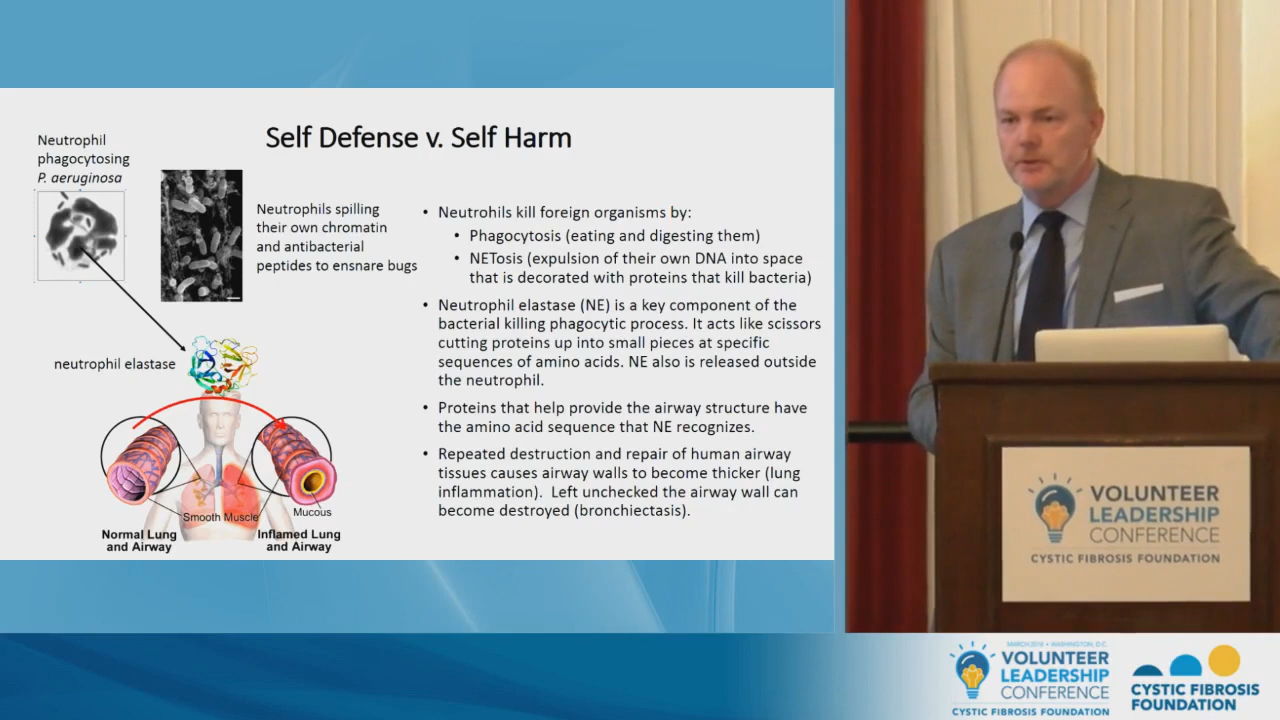 Self Defense v. Self Harm
Neutrophil
phagocytosing
P. aeruginosa
Neutrophils spilling
their own chromatin
and antibacterial
peptides to ensnare bugs
neutrophil elastase
Smooth Muscle
Mucous
Normal Lung
and Airway
Inflamed Lung
and Airway
• Neutrohils kill foreign organisms by:
• Phagocytosis (eating and digesting them)
• NETosis (expulsion of their own DNA into space
that is decorated with proteins that kill bacteria)
• Neutrophil elastase (NE) is a key component of the
bacterial killing phagocytic process. It acts like scissors
cutting proteins up into small pieces at specific
sequences of amino acids. NE also is released outside
the neutrophil.
• Proteins that help provide the airway structure have
the amino acid sequence that NE recognizes.
• Repeated destruction and repair of human airway
tissues causes airway walls to become thicker (lung
inflammation).  Left unchecked the airway wall can
become destroyed (bronchiectasis).
VOLUNTEER
LEADERSHIP
CONFERENCE
CYSTIC FIBROSIS FOUNDATION
MARCH 2016 • WASHINGTON, D.C.
VOLUNTEER
LEADERSHIP
CONFERENCE
CYSTIC FIBROSIS FOUNDATION
CYSTIC FIBROSIS
FOUNDATION